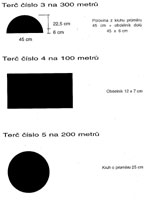 Terč číslo 3 na 300 metrů
22,5 cm
6 cm
45 cm
Polovina z kruhu průměru
45 cm + obdélník dolů
45 x 6 cm
Terč číslo 4 na 100 metrů
Obdélník 12 x 7 cm
Terč číslo 5 na 200 metrů
Kruh o průměru 25 cm